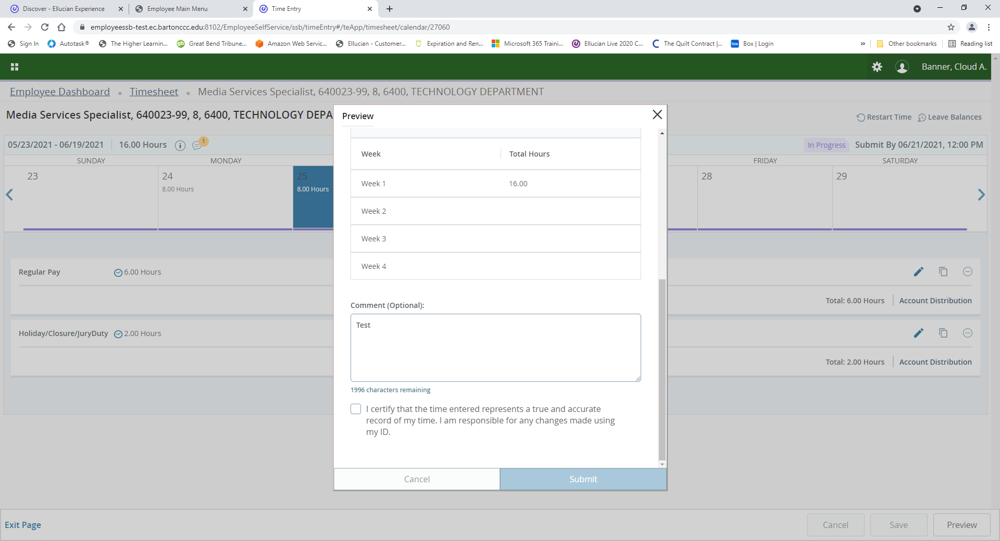 Discover - Ellucian Experience
Employee Main Menu
Time Entry
employeessb-test.ec.bartonccc.edu:8102/EmployeeSelfService/ssb/timeEntry#/teApp/timesheet/calendar/27060
Sign In
Autotask®
The Higher Learnin...
gb
Great Bend Tribune...
Amazon Web Servic...
Ellucian - Customer...
Expiration and Ren...
Microsoft 365 Traini...
Ellucian Live 2020 C...
The Quilt Contract |...
box
Box | Login
»
Other bookmarks
Reading list
Banner, Cloud A.
Employee Dashboard • Timesheet • Media Services Specialist, 640023-99, 8, 6400, TECHNOLOGY DEPARTMENT
Media Services Specialist, 640023-99, 8, 6400, TECHNOLOGY DEPA
Restart Time
Leave Balances
05/23/2021 - 06/19/2021
16.00 Hours
1
In Progress
Submit By 06/21/2021, 12:00 PM
SUNDAY
MONDAY
FRIDAY
SATURDAY
23
24
8.00 Hours
25
8.00 Hours
28
29
Regular Pay
6.00 Hours
Total: 6.00 Hours
Account Distribution
Holiday/Closure/JuryDuty
2.00 Hours
Total: 2.00 Hours
Account Distribution
Preview
Week
Total Hours
Week 1
16.00
Week 2
Week 3
Week 4
Comment (Optional):
Test
1996 characters remaining
I certify that the time entered represents a true and accurate
record of my time. I am responsible for any changes made using
my ID.
Cancel
Submit
Exit Page
Cancel
Save
Preview